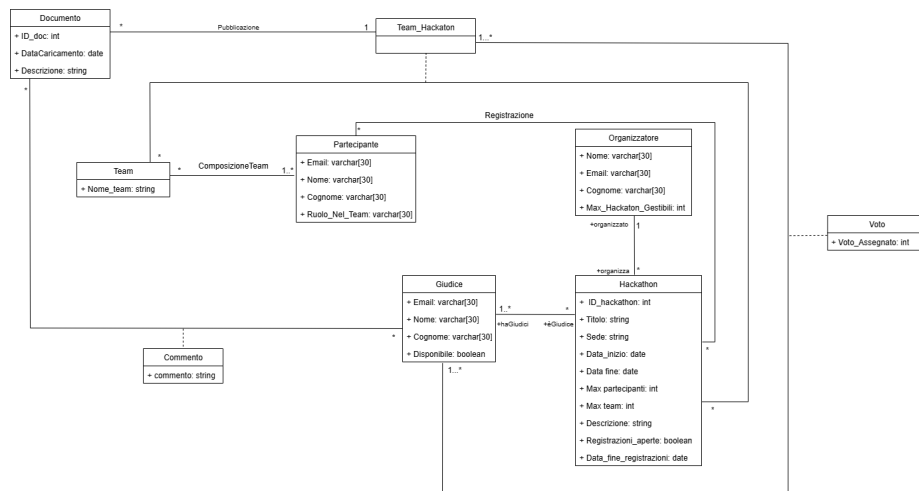 Documento
+ ID_doc: int
+ DataCaricamento: date
+ Descrizione: string
*
Pubblicazione
1
Team_Hackaton
1...*
*
Registrazione
*
Partecipante
+ Email: varchar[30]
+ Nome: varchar[30]
+ Cognome: varchar[30]
+ Ruolo_Nel_Team: varchar[30]
Organizzatore
+ Nome: varchar[30]
+ Email: varchar[30]
+ Cognome: varchar[30]
+ Max_Hackaton_Gestibili: int
*
Team
+ Nome_team: string
*
ComposizioneTeam
1..*
+organizzato
1
Voto
+ Voto_Assegnato: int
+organizza
*
Giudice
+ Email: varchar[30]
+ Nome: varchar[30]
+ Cognome: varchar[30]
+ Disponibile: boolean
1..*
+haGiudici
*
+èGiudice
Hackathon
+ ID_hackathon: int
+ Titolo: string
+ Sede: string
+ Data_inizio: date
+ Data fine: date
+ Max partecipanti: int
+ Max team: int
+ Descrizione: string
+ Registrazioni_aperte: boolean
+ Data_fine_registrazioni: date
*
*
*
Commento
+ commento: string
1...*